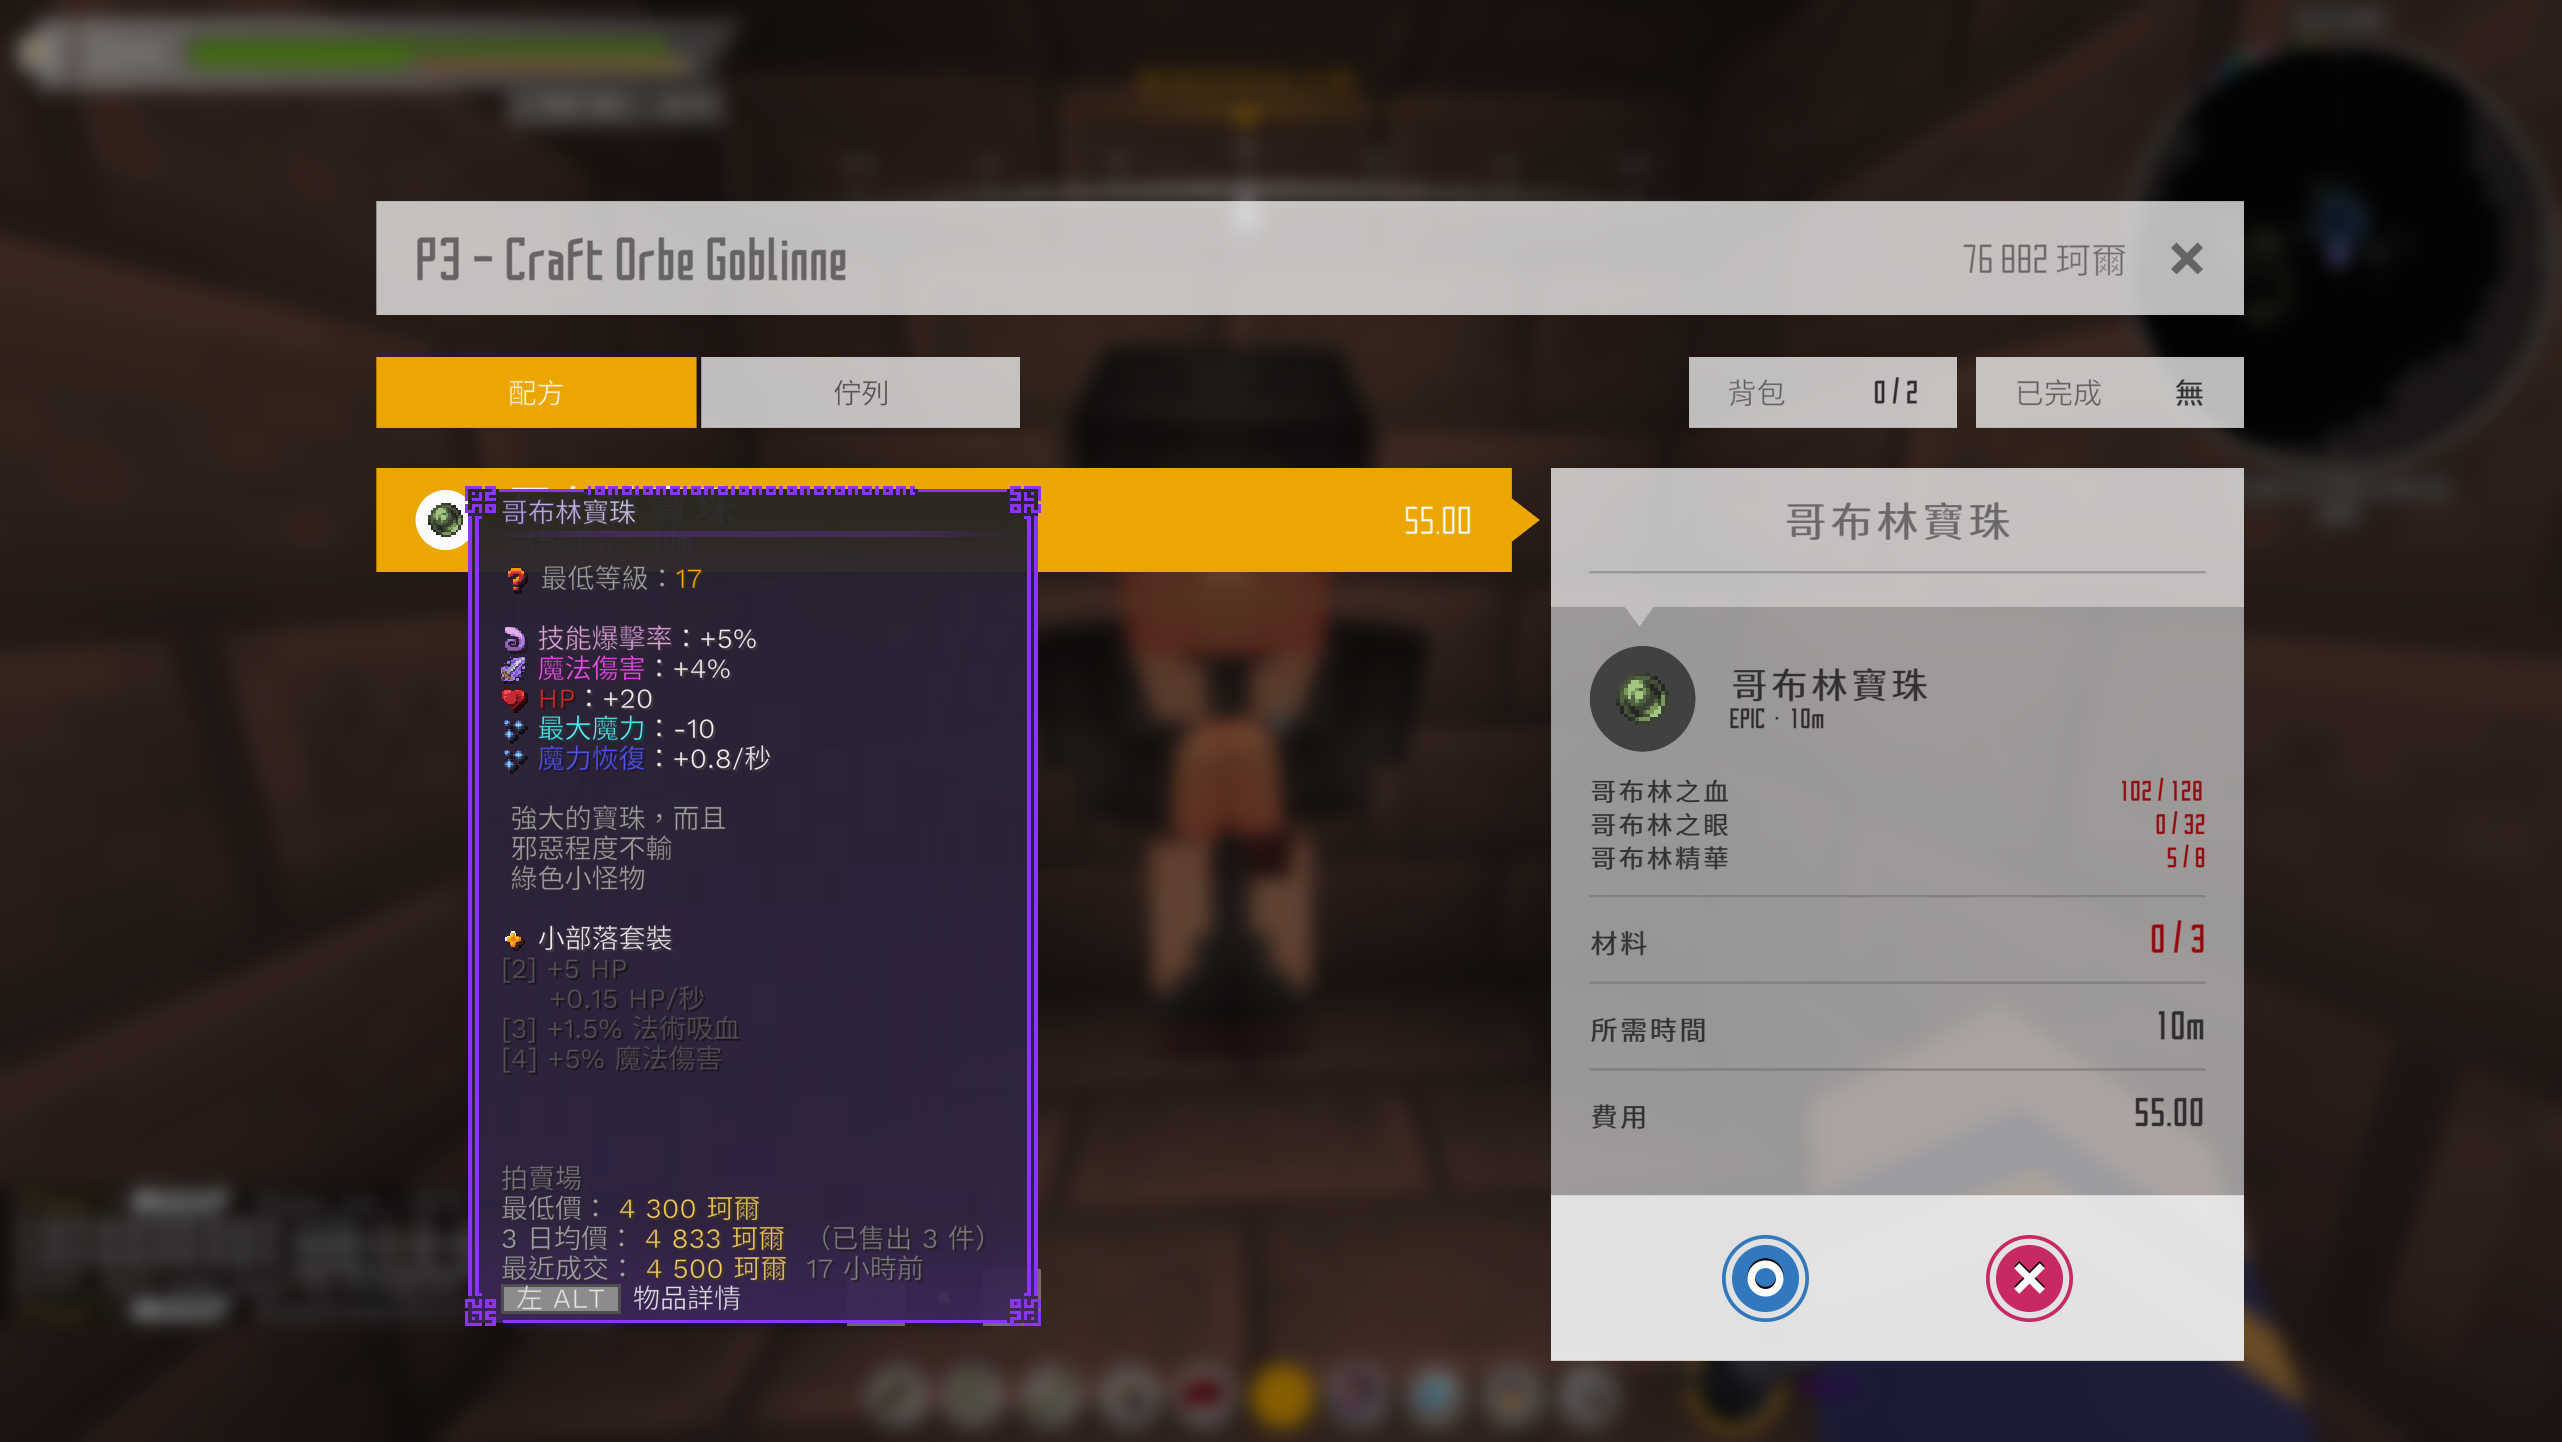 P3 - Craft Orbe Goblinne
76 882 珂爾
配方
佇列
背包 0/2
已完成 無
55.00
哥布林寶珠
最低等級：17
技能爆擊率：+5%
魔法傷害：+4%
HP：+20
最大魔力：-10
魔力恢復：+0.8/秒
強大的寶珠，而且
邪惡程度不輸
綠色小怪物
小部落套裝
[2] +5 HP
+0.15 HP/秒
[3] +1.5% 法術吸血
[4] +5% 魔法傷害
拍賣場
最低價： 4 300 珂爾
3 日均價： 4 833 珂爾 （已售出 3 件）
最近成交： 4 500 珂爾 17 小時前
左 ALT 物品詳情
哥布林寶珠
哥布林寶珠
EPIC · 10m
哥布林之血 102/128
哥布林之眼 0/32
哥布林精華 5/8
材料 0/3
所需時間 10m
費用 55.00